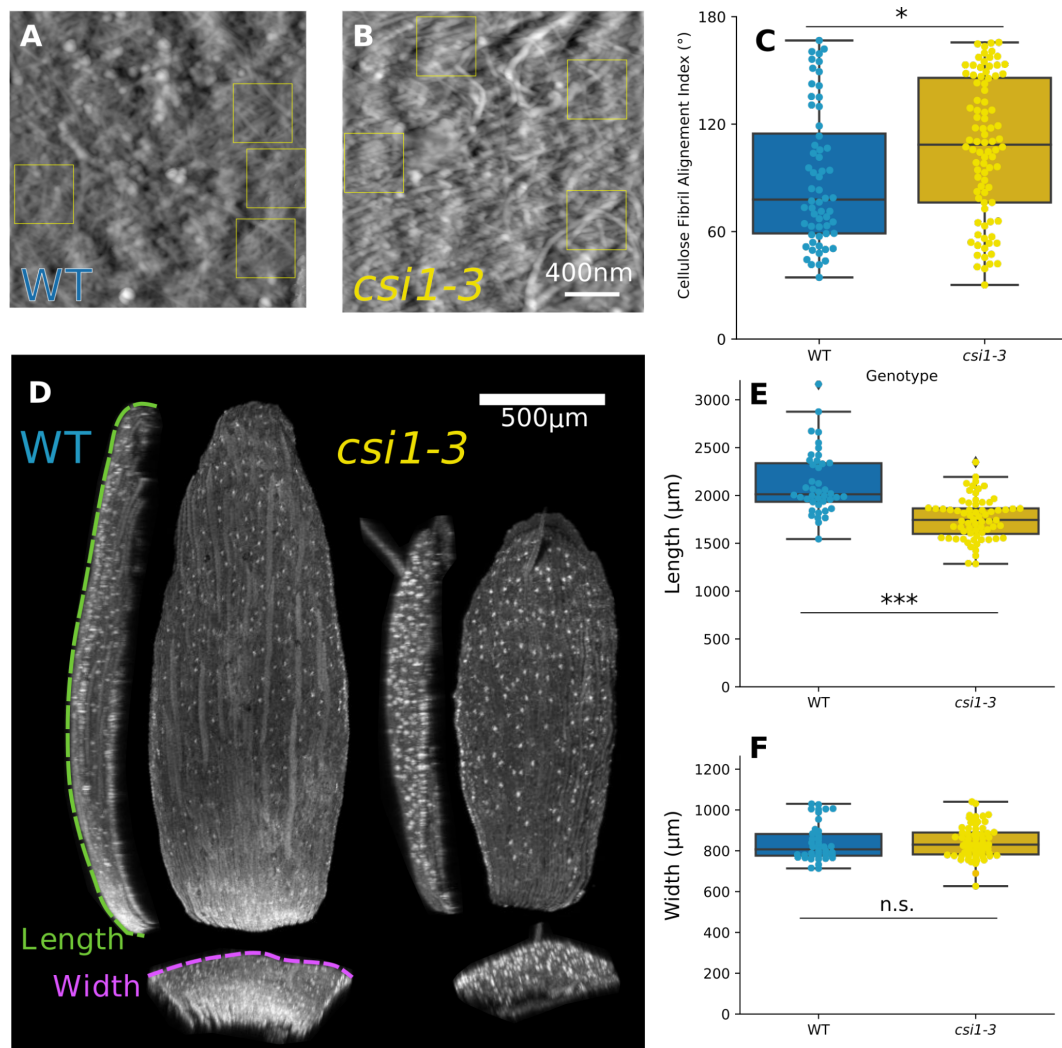 A
WT
B
csi1-3
400nm
C
Cellulose Fibril Alignement Index (°)
180
120
60
0
*
WT
csi1-3
Genotype
D
WT
csi1-3
500µm
Length
Width
E
Length (µm)
3000
2500
2000
1500
1000
500
0
***
WT
csi1-3
F
Width (µm)
1200
1000
800
600
400
200
0
n.s.
WT
csi1-3